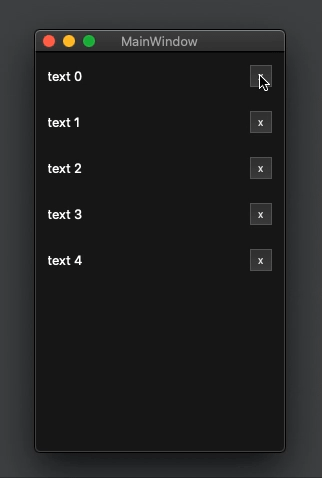 MainWindow
text 0
text 1 x
text 2 x
text 3 x
text 4 x